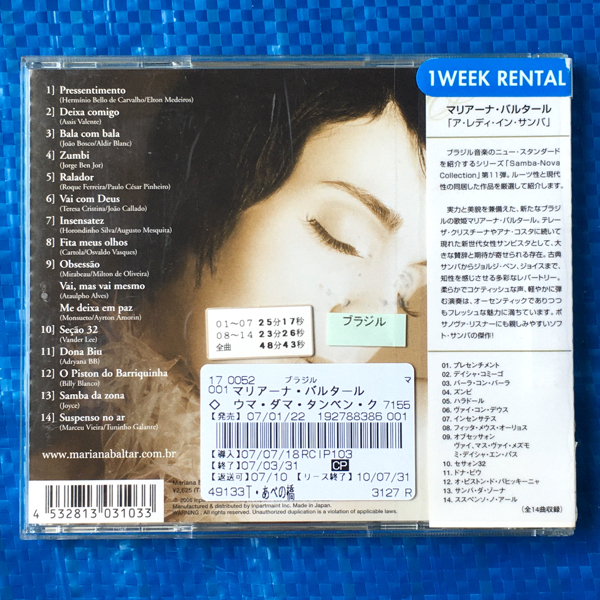 1] Pressentimento
(Hermínio Bello de Carvalho/Elton Medeiros)
2] Deixa comigo
(Assis Valente)
3] Bala com bala
(João Bosco/Aldir Blanc)
4] Zumbi
(Jorge Ben Jor)
5] Ralador
(Roque Ferreira/Paulo César Pinheiro)
6] Vai com Deus
(Teresa Cristina/João Callado)
7] Insensatez
(Horondinho Silva/Augusto Mesquita)
8] Fita meus olhos
(Cartola/Osvaldo Vasques)
9] Obsessão
(Mirabeau/Milton de Oliveira)
Vai, mas vai mesmo
(Ataulpho Alves)
Me deixa em paz
(Monsueto/Ayrton Amorin)
10] Seção 32
(Vander Lee)
11] Dona Biu
(Adryana BB)
12] O Piston do Barriquinha
(Billy Blanco)
13] Samba da zona
(Joyce)
14] Suspenso no ar
(Marceu Vieira/Tuninho Galante)
www.marianabaltar.com.br
4 532813 031033
Mariana
¥2,625
Manufactured & distributed by Inpartmaint Inc. Made in Japan
WARNING: All rights reserved. Unauthorized duplication is a violation of applicable laws.
01~07 25分17秒
08~14 23分26秒
全曲 48分43秒
ブラジル
17 0052 ブラジル マ
001 マリアーナ・バルタール
◇ ウマ・ダマ・タンベン・ク 7155
【発売】 07/01/22 192788386 001
【導入】07/07/18RCIP103
【終了】07/03/31 CP
【返送可】07/10 【リース終了】10/07/31
49133T・あべの橋 3127 R
1WEEK RENTAL
マリアーナ・バルタール
「ア・レディ・イン・サンバ」
ブラジル音楽のニュー・スタンダード
を紹介するシリーズ「Samba-Nova
Collection」第11弾。ルーツ性と現代
性の同居した作品を厳選して紹介します。
実力と美貌を兼備えた、新たなブラジ
ルの歌姫マリアーナ・バルタール。テレー
ザ・クリスチーナやアナ・コスタに続いて
現れた新世代女性サンビスタとして、大
きな賛辞と期待が寄せられる存在。古典
サンバからジョルジ・ベン、ジョイスまで、
知性を感じさせる多彩なレパートリー。
柔らかでコケティッシュな声、軽やかに弾
む演奏は、オーセンティックでありつつ
もフレッシュな魅力に満ちています。ボ
サノヴァ・リスナーにも親しみやすいソフ
ト・サンバの傑作!
01.プレセンチメント
02.デイシャ・コミーゴ
03.バーラ・コン・バーラ
04.ズンビ
05.ハラドール
06.ヴァイ・コン・デウス
07.インセンサテス
08.フィッタ・メウス・オーリョス
09.オブセッサォン
ヴァイ、マス・ヴァイ・メズモ
ミ・デイシャ・エン・パス
10.セサォン32
11.ドナ・ビウ
12.オ・ピストン・ド・バヒッキーニャ
13.サンバ・ダ・ゾーナ
14.ススペンソ・ノ・アール
(全14曲収録)